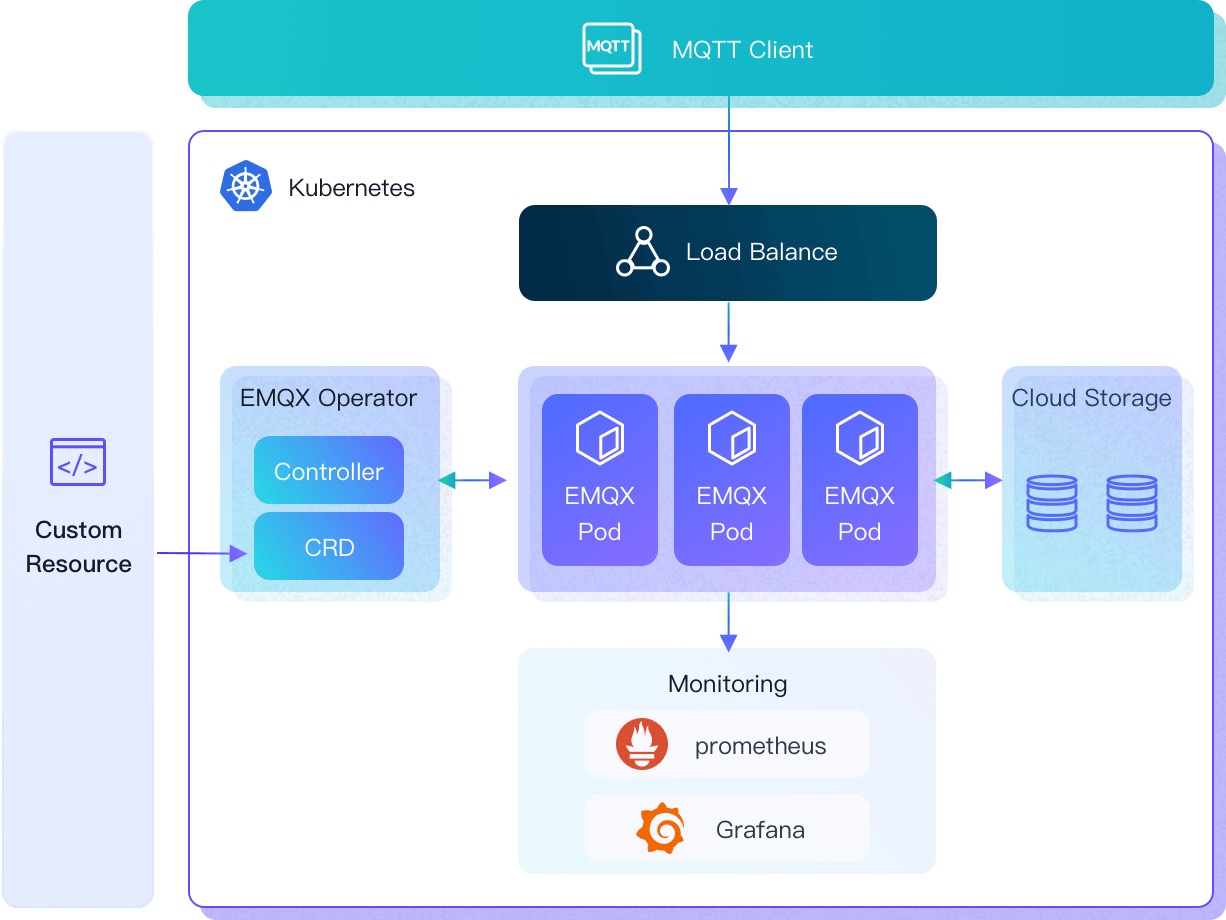 MQTT
MQTT Client
Kubernetes
Load Balance
EMQX Operator
Controller
CRD
EMQX
Pod
EMQX
Pod
EMQX
Pod
Cloud Storage
</>
Custom
Resource
Monitoring
prometheus
Grafana